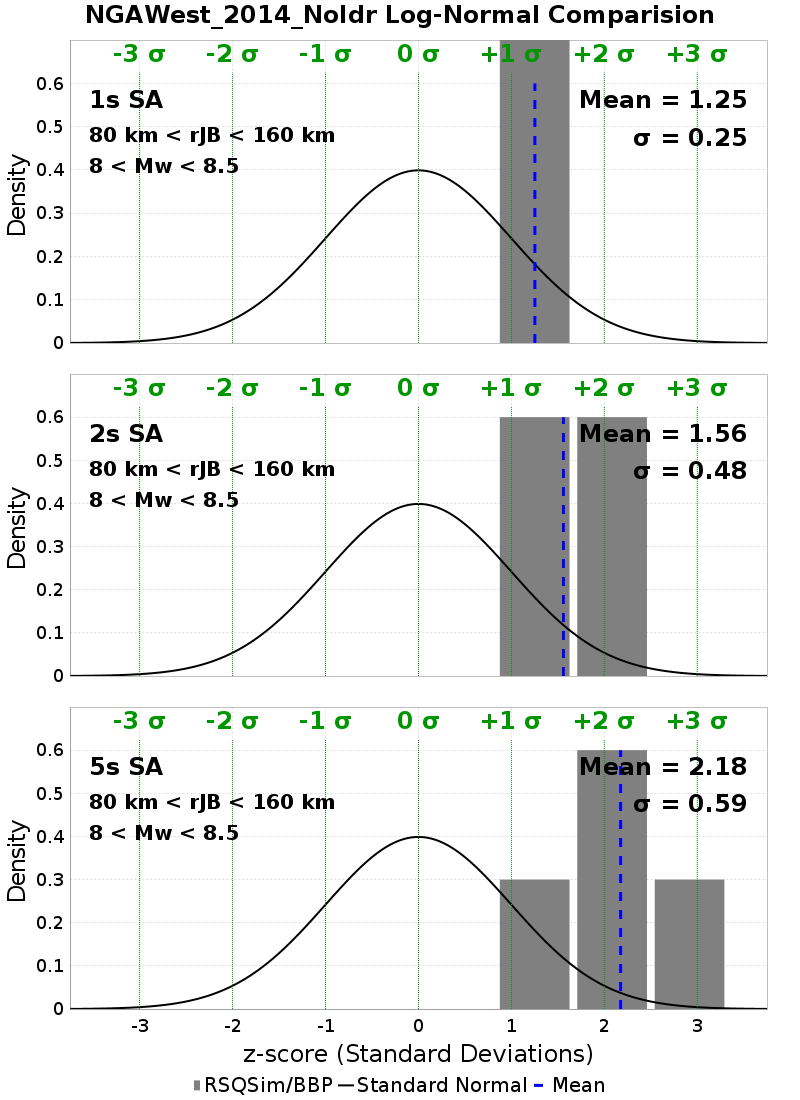 NGAWest_2014_NoIdr Log-Normal Comparision
-3 σ -2 σ -1 σ 0 σ +1 σ +2 σ +3 σ
1s SA
80 km < rJB < 160 km
8 < Mw < 8.5
Mean = 1.25
σ = 0.25
Density
0.6
0.5
0.4
0.3
0.2
0.1
0
-3 σ -2 σ -1 σ 0 σ +1 σ +2 σ +3 σ
2s SA
80 km < rJB < 160 km
8 < Mw < 8.5
Mean = 1.56
σ = 0.48
Density
0.6
0.5
0.4
0.3
0.2
0.1
0
-3 σ -2 σ -1 σ 0 σ +1 σ +2 σ +3 σ
5s SA
80 km < rJB < 160 km
8 < Mw < 8.5
Mean = 2.18
σ = 0.59
Density
0.6
0.5
0.4
0.3
0.2
0.1
0
-3 -2 -1 0 1 2 3
z-score (Standard Deviations)
RSQSim/BBP Standard Normal Mean